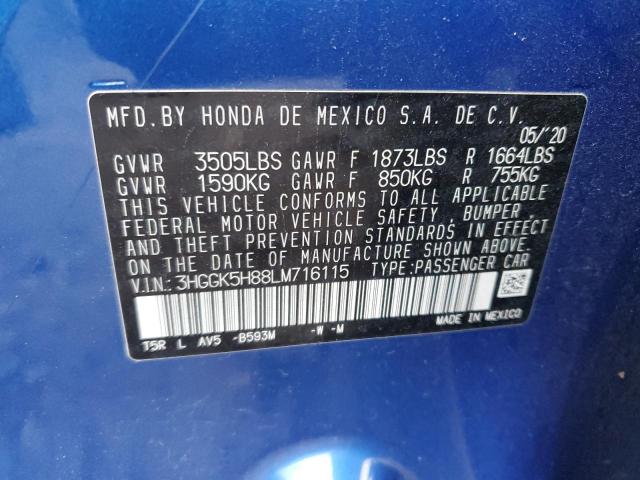 MFD.BY HONDA DE MEXICO S.A. DE C.V.
05/'20
GVWR 3505LBS GAWR F 1873LBS R 1664LBS
GVWR 1590KG GAWR F 850KG R 755KG
THIS VEHICLE CONFORMS TO ALL APPLICABLE
FEDERAL MOTOR VEHICLE SAFETY, BUMPER,
AND THEFT PREVENTION STANDARDS IN EFFECT
ON THE DATE OF MANUFACTURE SHOWN ABOVE.
V.I.N.: 3HGGK5H88LM716115 TYPE:PASSENGER CAR
T5R L AV5 -B593M -W -M MADE IN MEXICO